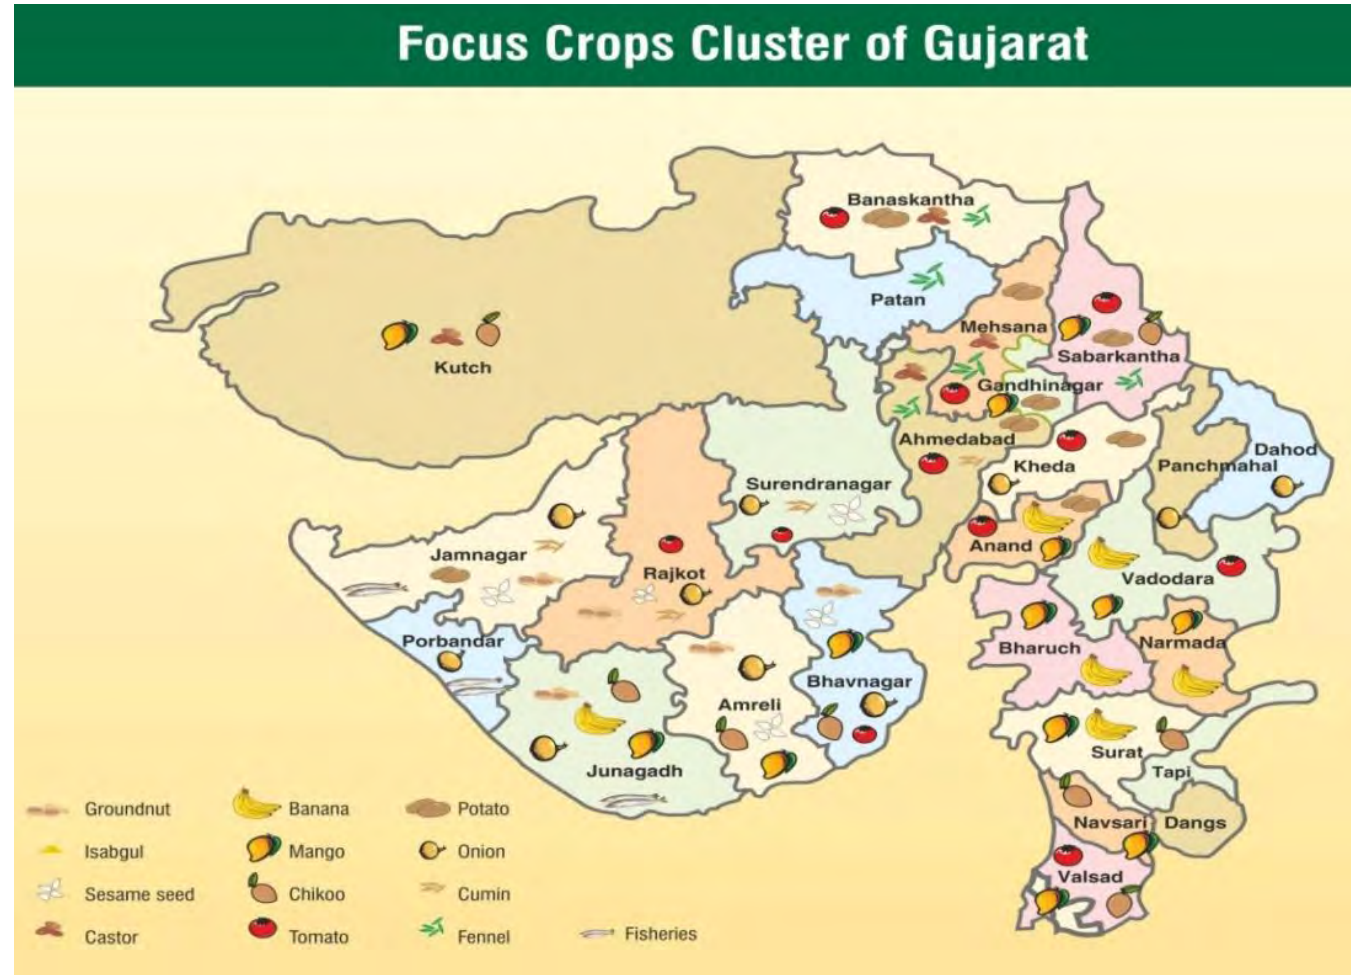 Focus Crops Cluster of Gujarat
Banaskantha
Patan
Mehsana
Sabarkantha
Kutch
Gandhinagar
Ahmedabad
Kheda
Dahod
Panchmahal
Surendranagar
Jamnagar
Rajkot
Anand
Vadodara
Porbandar
Bharuch
Narmada
Bhavnagar
Amreli
Junagadh
Surat
Tapi
Navsari
Dangs
Valsad
Groundnut
Banana
Potato
Isabgul
Mango
Onion
Sesame seed
Chikoo
Cumin
Castor
Tomato
Fennel
Fisheries